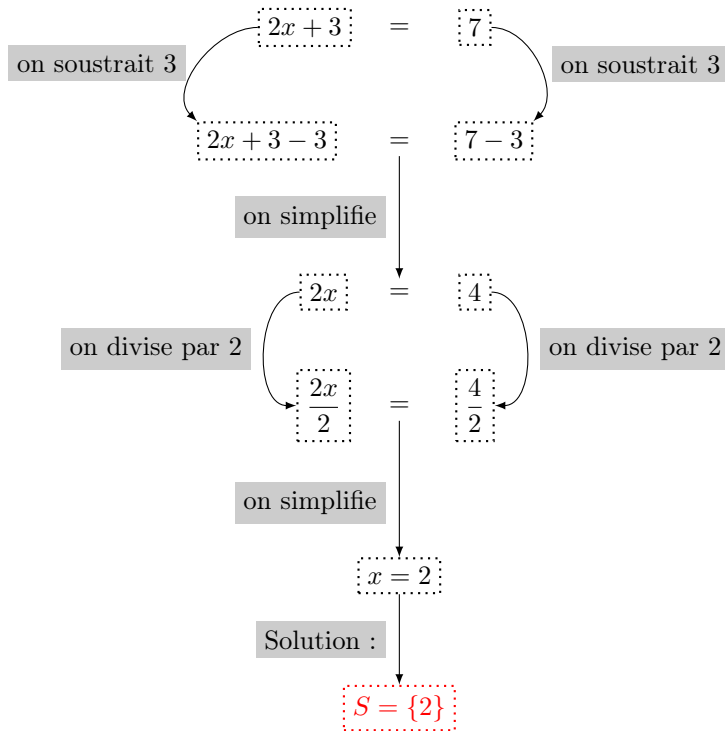 2x + 3 = 7
on soustrait 3 on soustrait 3
2x + 3 − 3 = 7 − 3
on simplifie
2x = 4
on divise par 2 on divise par 2
2x/2 = 4/2
on simplifie
x = 2
Solution :
S = {2}